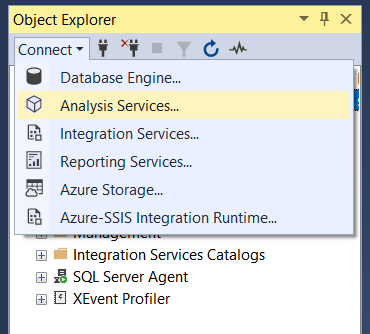 Object Explorer
Connect
Database Engine...
Analysis Services...
Integration Services...
Reporting Services...
Azure Storage...
Azure-SSIS Integration Runtime...
Management
Integration Services Catalogs
SQL Server Agent
XEvent Profiler